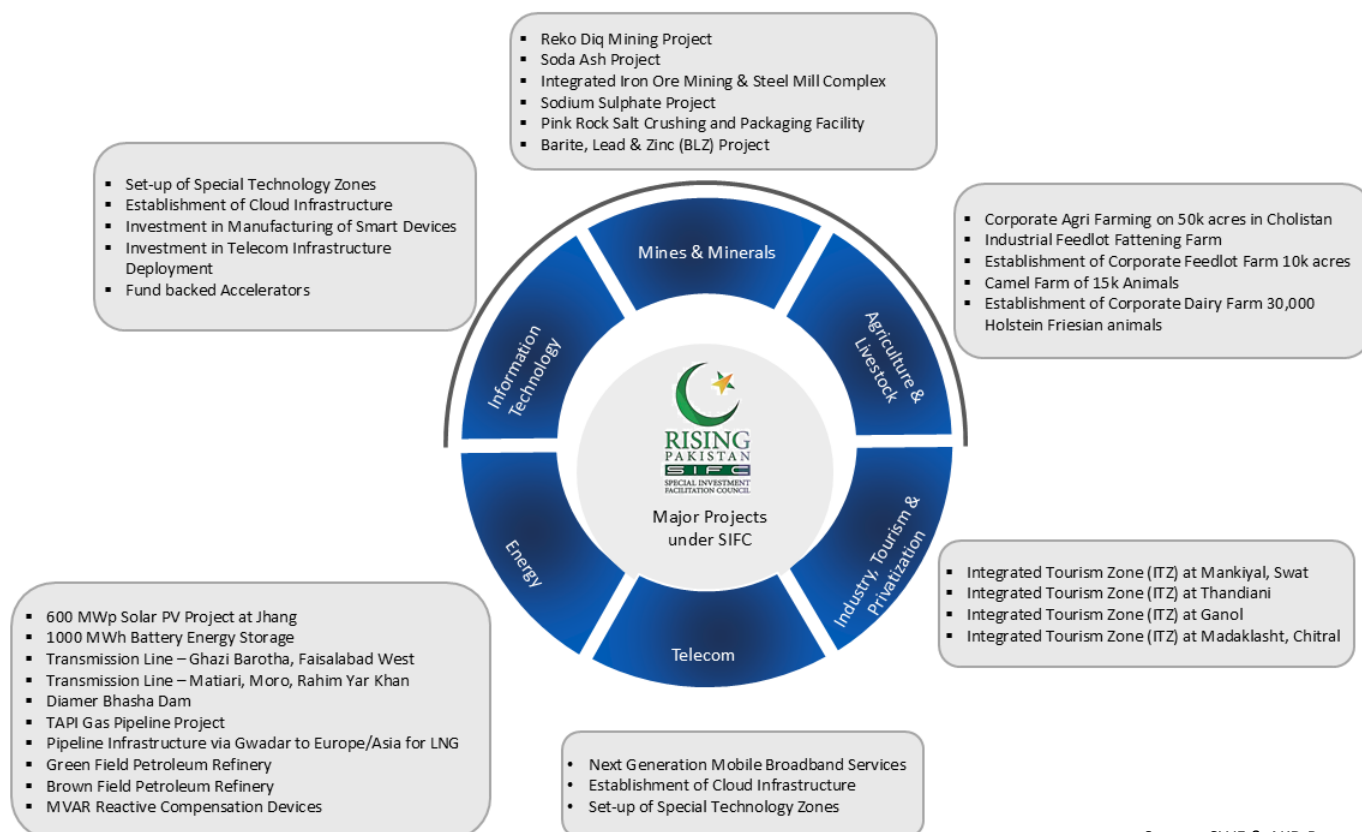 Reko Diq Mining Project
Soda Ash Project
Integrated Iron Ore Mining & Steel Mill Complex
Sodium Sulphate Project
Pink Rock Salt Crushing and Packaging Facility
Barite, Lead & Zinc (BLZ) Project
Set-up of Special Technology Zones
Establishment of Cloud Infrastructure
Investment in Manufacturing of Smart Devices
Investment in Telecom Infrastructure
Deployment
Fund backed Accelerators
Corporate Agri Farming on 50k acres in Cholistan
Industrial Feedlot Fattening Farm
Establishment of Corporate Feedlot Farm 10k acres
Camel Farm of 15k Animals
Establishment of Corporate Dairy Farm 30,000
Holstein Friesian animals
Mines & Minerals
Information
Technology
Agriculture &
Livestock
RISING
PAKISTAN
SIFC
SPECIAL INVESTMENT
FACILITATION COUNCIL
Major Projects
under SIFC
Energy
Industry, Tourism &
Privatization
Telecom
Integrated Tourism Zone (ITZ) at Mankiyal, Swat
Integrated Tourism Zone (ITZ) at Thandiani
Integrated Tourism Zone (ITZ) at Ganol
Integrated Tourism Zone (ITZ) at Madaklasht, Chitral
600 MWp Solar PV Project at Jhang
1000 MWh Battery Energy Storage
Transmission Line – Ghazi Barotha, Faisalabad West
Transmission Line – Matiari, Moro, Rahim Yar Khan
Diamer Bhasha Dam
TAPI Gas Pipeline Project
Pipeline Infrastructure via Gwadar to Europe/Asia for LNG
Green Field Petroleum Refinery
Brown Field Petroleum Refinery
MVAR Reactive Compensation Devices
Next Generation Mobile Broadband Services
Establishment of Cloud Infrastructure
Set-up of Special Technology Zones